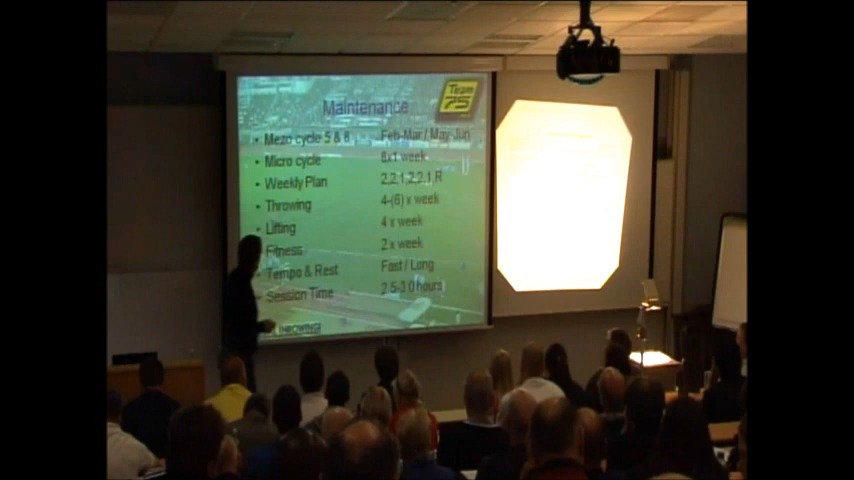 Team
75
Maintenance
• Mezo cycle 5 & 6 Feb-Mar / May-Jun
• Micro cycle 8x1 week
• Weekly Plan 2,2,1,2,2,1,R
• Throwing 4-(6) x week
• Lifting 4 x week
Fitness 2 x week
• Tempo & Rest Fast / Long
Session Time 2.5-3.0 hours
THROWING!